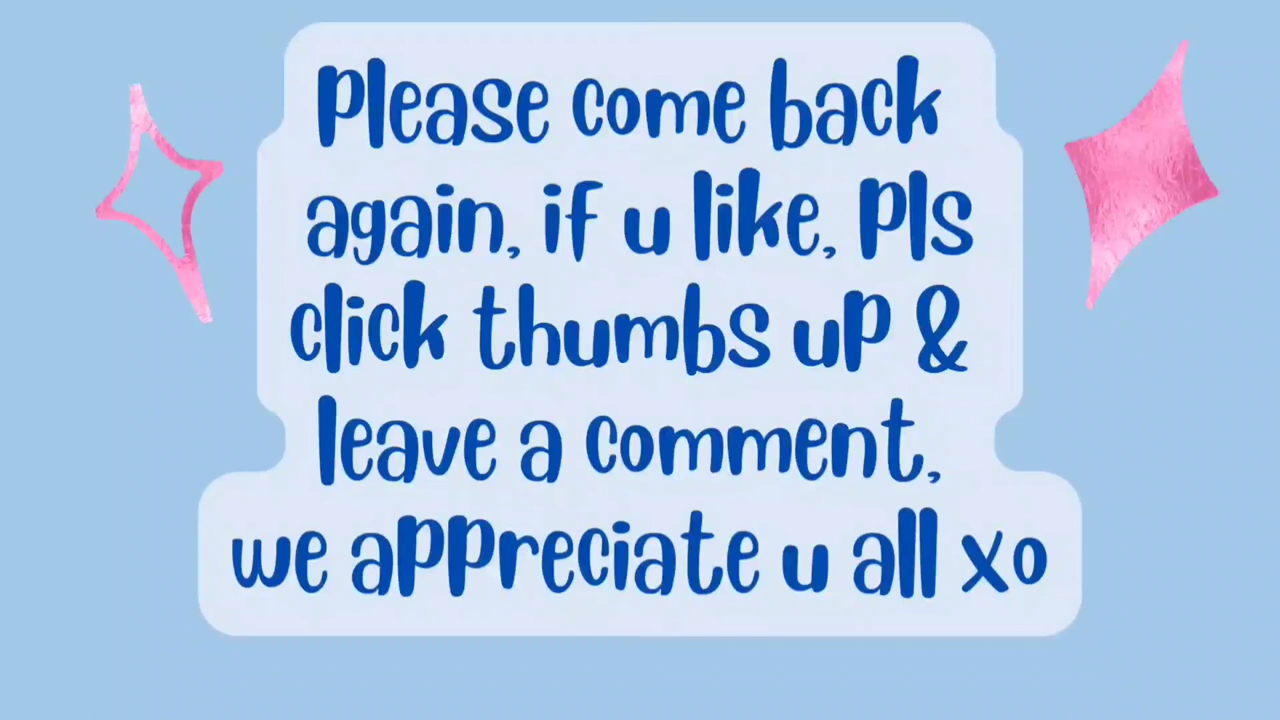 Please come back
again, if u like, pls
click thumbs up &
leave a comment,
we appreciate u all xo